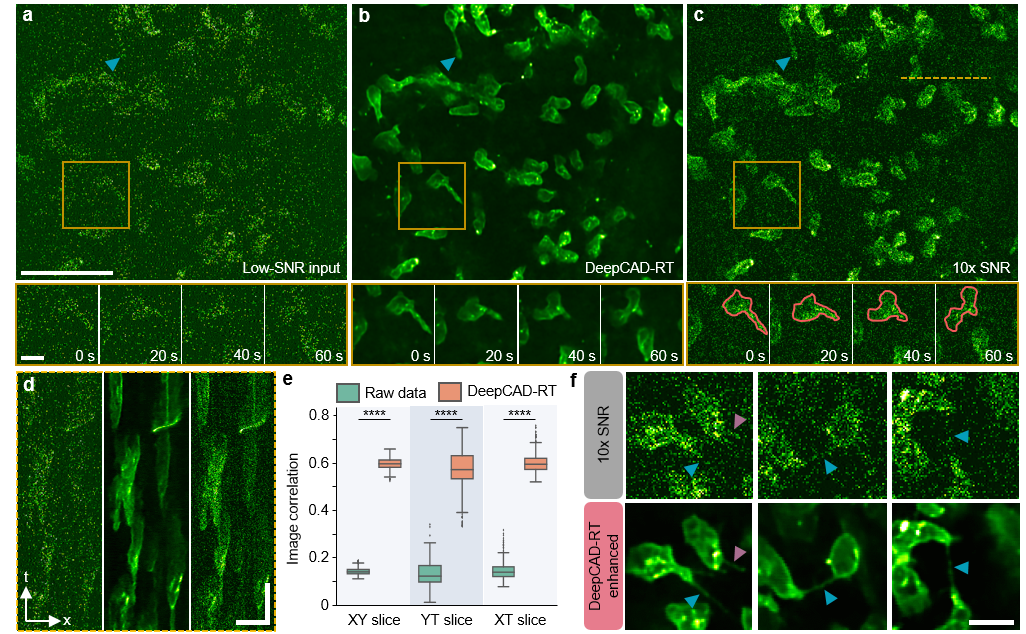 a
b
c
Low-SNR input
DeepCAD-RT
10x SNR
0 s
20 s
40 s
60 s
0 s
20 s
40 s
60 s
0 s
20 s
40 s
60 s
d
t
x
e
Raw data
DeepCAD-RT
****
****
****
0.8
0.6
0.4
0.2
0
Image correlation
XY slice
YT slice
XT slice
f
10x SNR
DeepCAD-RT
enhanced